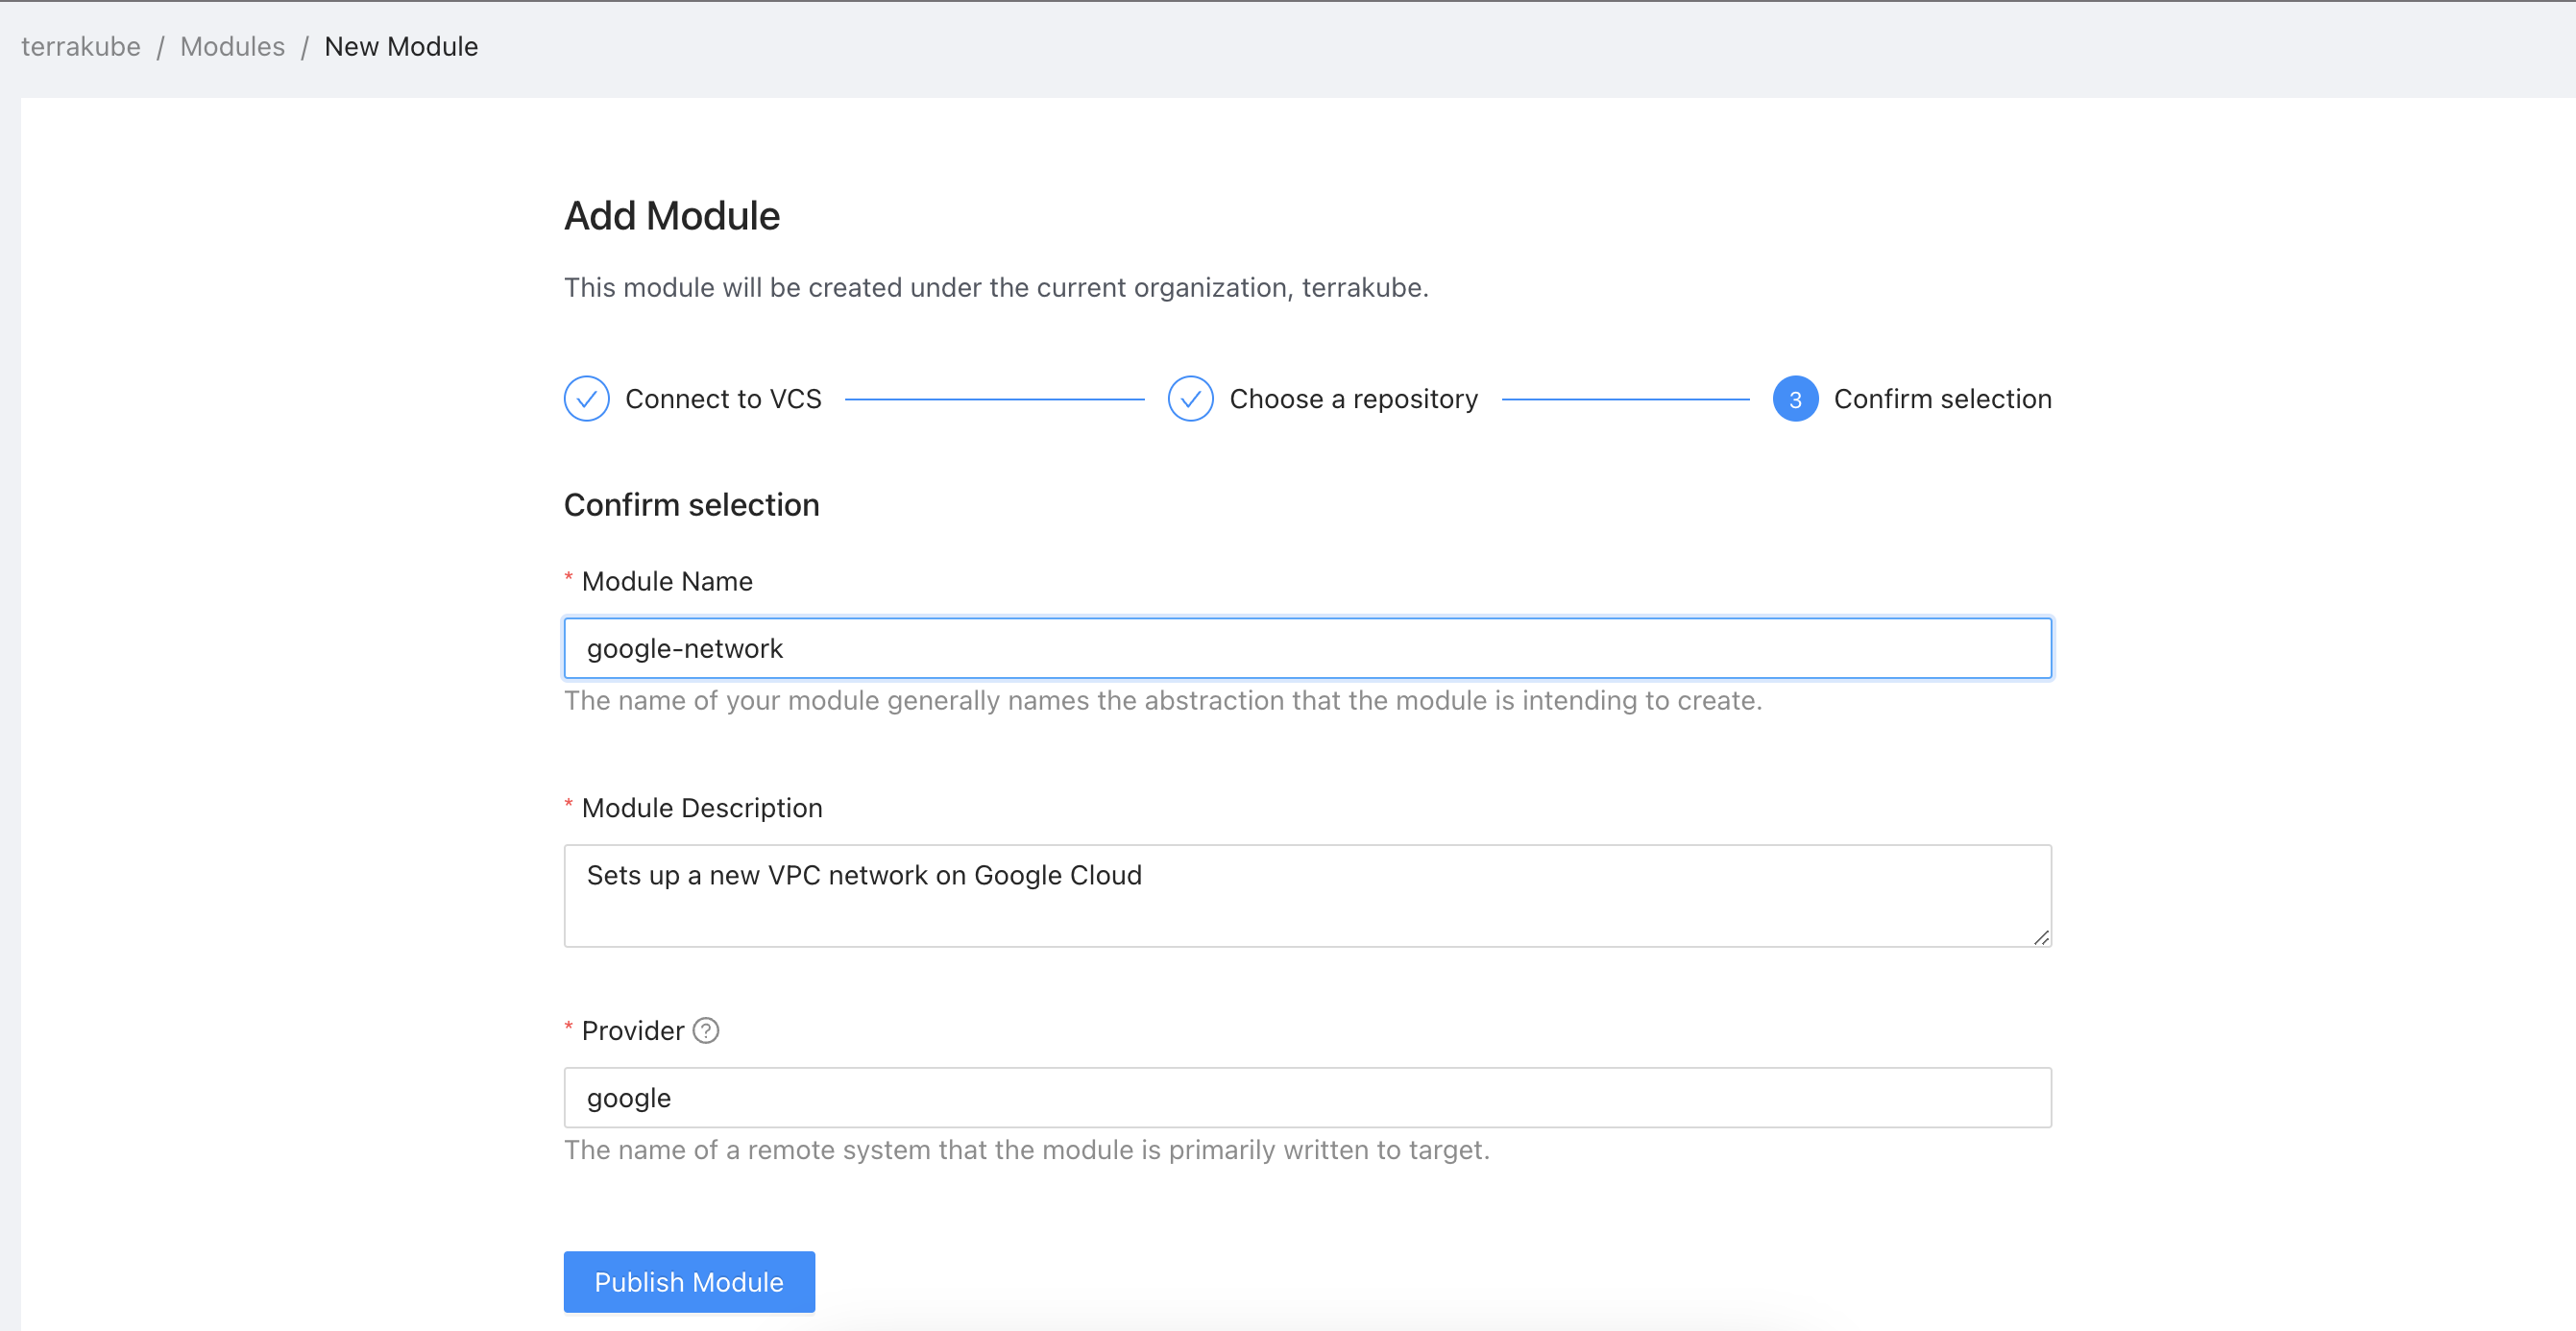 terrakube / Modules / New Module
Add Module
This module will be created under the current organization, terrakube.
Connect to VCS
Choose a repository
3 Confirm selection
Confirm selection
* Module Name
google-network
The name of your module generally names the abstraction that the module is intending to create.
* Module Description
Sets up a new VPC network on Google Cloud
* Provider ?
google
The name of a remote system that the module is primarily written to target.
Publish Module